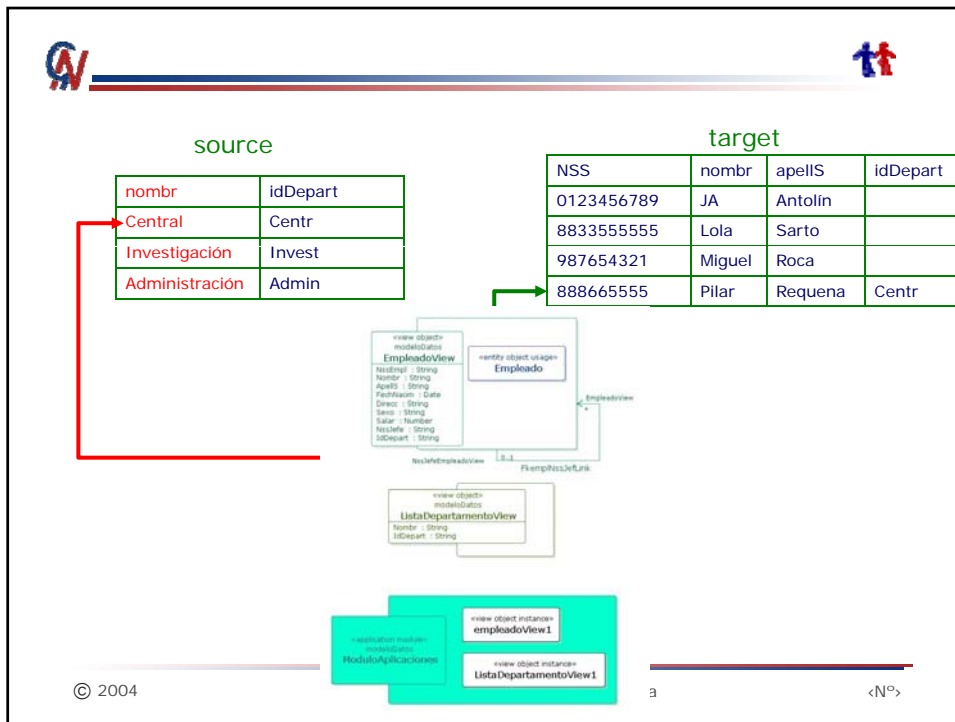 source
target
nombr idDepart
Central Centr
Investigación Invest
Administración Admin
NSS nombr apellS idDepart
0123456789 JA Antolín
8833555555 Lola Sarto
987654321 Miguel Roca
888665555 Pilar Requena Centr
«view object»
modeloDatos
EmpleadoView
NssEmpl : String
Nombr : String
ApellS : String
FechNacim : Date
Direcc : String
Sexo : String
Salar : Number
NssJefe : String
IdDepart : String
«entity object usage»
Empleado
EmpleadoView
*
NssJefeEmpleadoView
0..1
FkemplNssJefLink
«view object»
modeloDatos
ListaDepartamentoView
Nombr : String
IdDepart : String
«application module»
modeloDatos
ModuloAplicaciones
«view object instance»
empleadoView1
«view object instance»
ListaDepartamentoView1
© 2004
a
‹Nº›